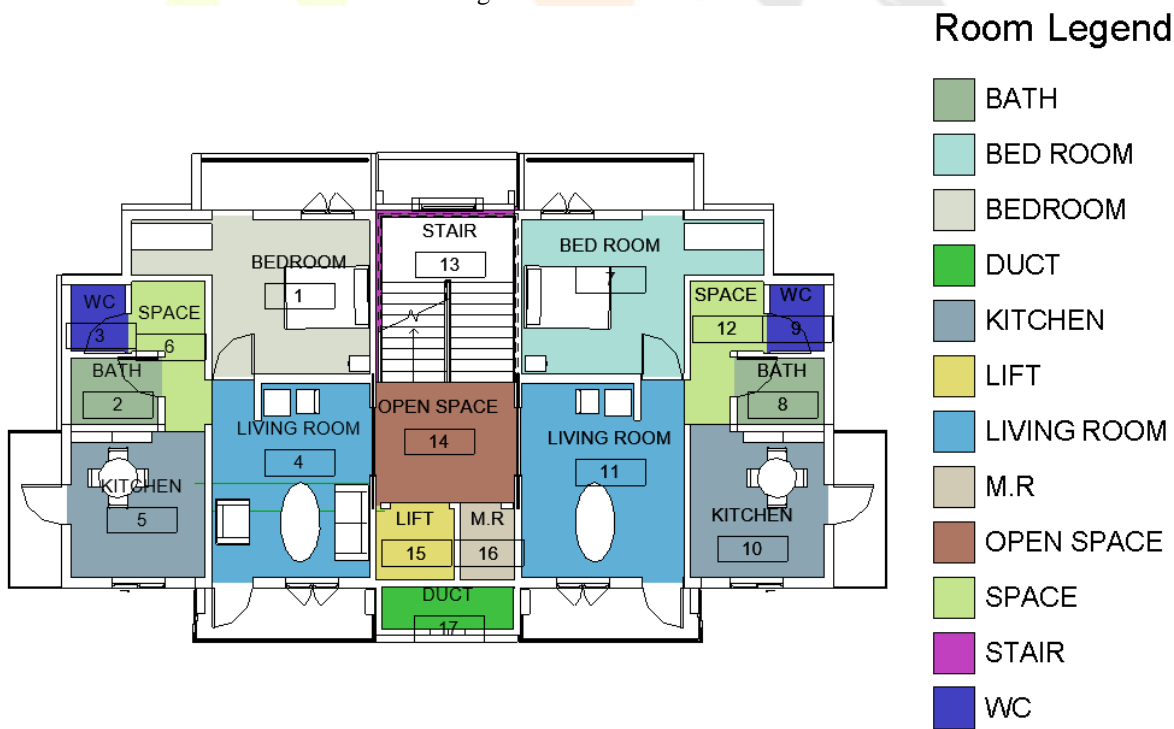 g
Room Legend
BATH
BED ROOM
BEDROOM
DUCT
KITCHEN
LIFT
LIVING ROOM
M.R
OPEN SPACE
SPACE
STAIR
WC
STAIR
13
BEDROOM
1
BED ROOM
7
WC
3
SPACE
6
SPACE
12
WC
9
BATH
2
BATH
8
OPEN SPACE
14
LIVING ROOM
4
LIVING ROOM
11
KITCHEN
5
KITCHEN
10
LIFT
15
M.R
16
DUCT
17